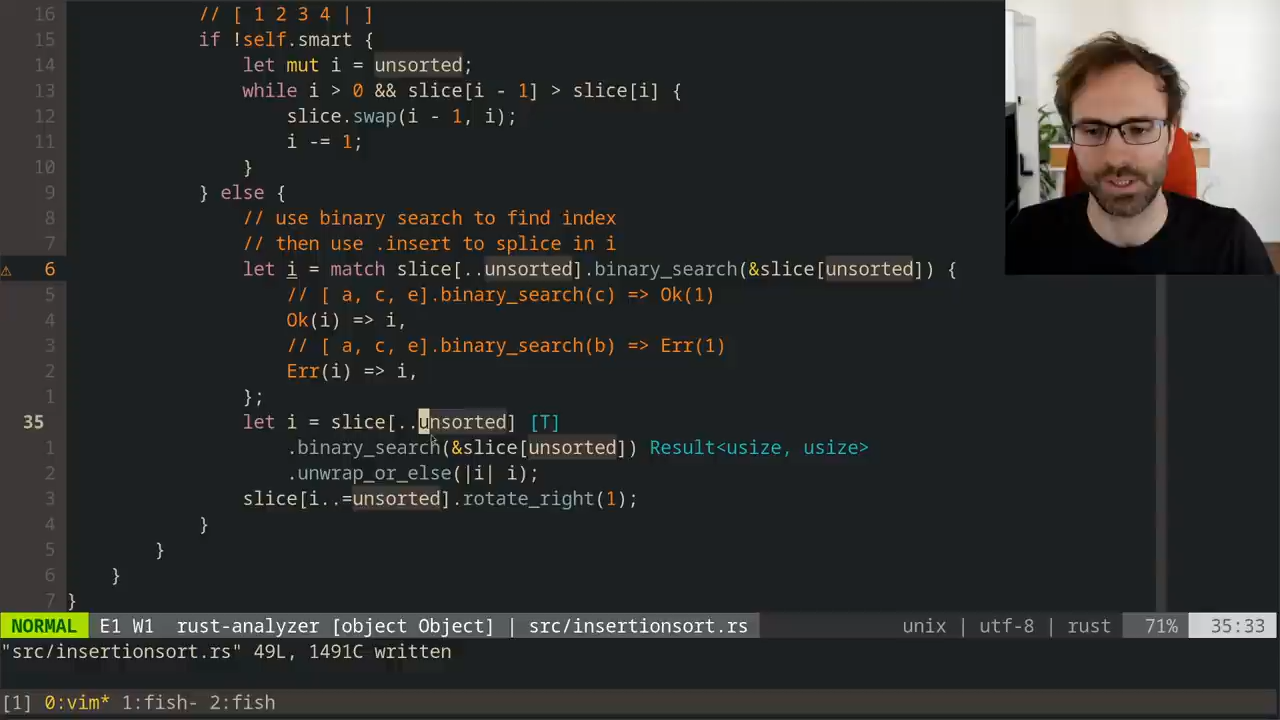 16 // [ 1 2 3 4 | ]
15 if !self.smart {
14 let mut i = unsorted;
13 while i > 0 && slice[i - 1] > slice[i] {
12 slice.swap(i - 1, i);
11 i -= 1;
10 }
9 } else {
8 // use binary search to find index
7 // then use .insert to splice in i
⚠ 6 let i = match slice[..unsorted].binary_search(&slice[unsorted]) {
5 // [ a, c, e].binary_search(c) => Ok(1)
4 Ok(i) => i,
3 // [ a, c, e].binary_search(b) => Err(1)
2 Err(i) => i,
1 };
35 let i = slice[..unsorted] [T]
1 .binary_search(&slice[unsorted]) Result<usize, usize>
2 .unwrap_or_else(|i| i);
3 slice[i..=unsorted].rotate_right(1);
4 }
5 }
6 }
7 }
NORMAL E1 W1 rust-analyzer [object Object] | src/insertionsort.rs unix | utf-8 | rust 71% 35:33
"src/insertionsort.rs" 49L, 1491C written
[1] 0:vim* 1:fish- 2:fish